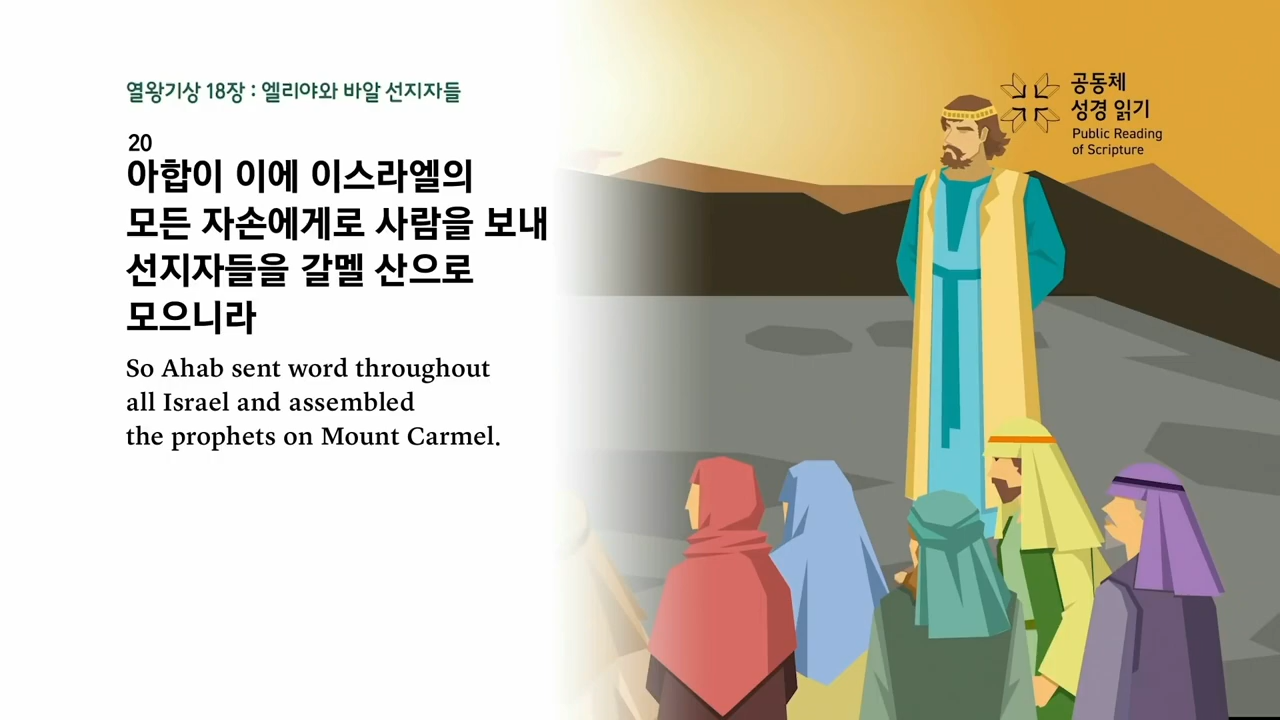 열왕기상 18장 : 엘리야와 바알 선지자들
20
아합이 이에 이스라엘의
모든 자손에게로 사람을 보내
선지자들을 갈멜 산으로
모으니라
So Ahab sent word throughout
all Israel and assembled
the prophets on Mount Carmel.
공동체
성경 읽기
Public Reading
of Scripture